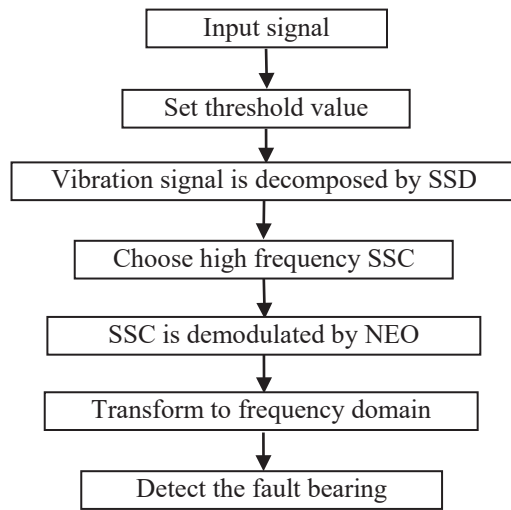 Input signal
Set threshold value
Vibration signal is decomposed by SSD
Choose high frequency SSC
SSC is demodulated by NEO
Transform to frequency domain
Detect the fault bearing